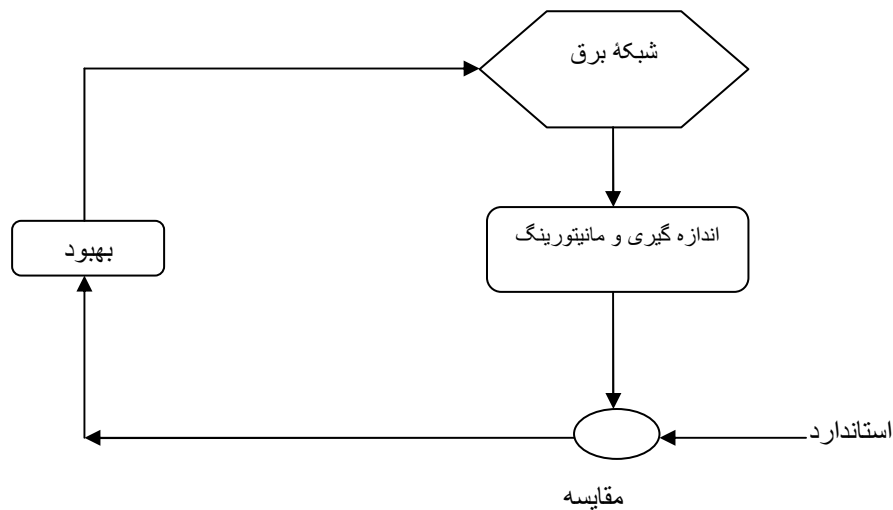 شبکهٔ برق
اندازه گیری و مانیتورینگ
بهبود
استاندارد
مقایسه